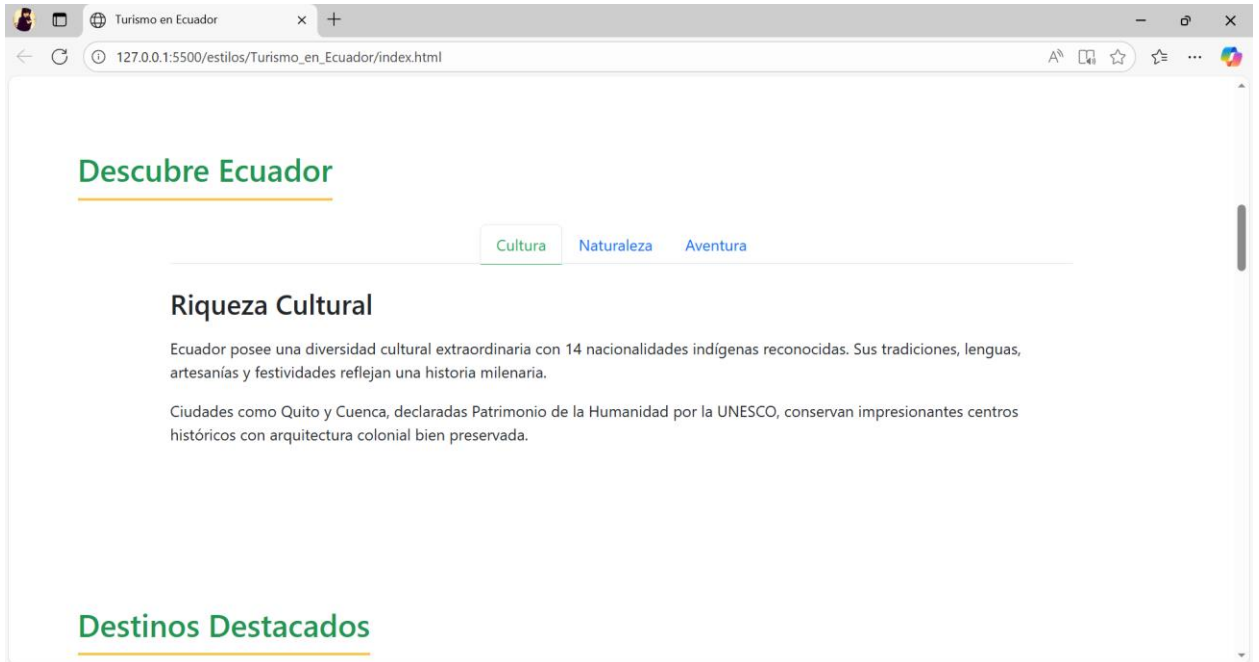 Turismo en Ecuador
127.0.0.1:5500/estilos/Turismo_en_Ecuador/index.html
Descubre Ecuador
Cultura Naturaleza Aventura
Riqueza Cultural
Ecuador posee una diversidad cultural extraordinaria con 14 nacionalidades indígenas reconocidas. Sus tradiciones, lenguas,
artesanías y festividades reflejan una historia milenaria.
Ciudades como Quito y Cuenca, declaradas Patrimonio de la Humanidad por la UNESCO, conservan impresionantes centros
históricos con arquitectura colonial bien preservada.
Destinos Destacados